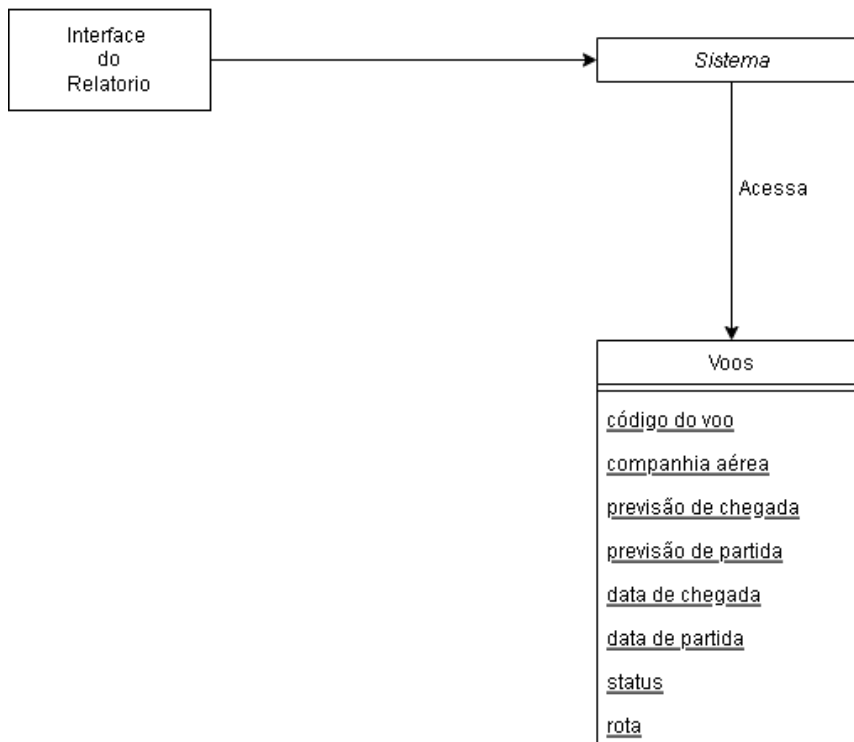 Interface
do
Relatorio
Sistema
Acessa
Voos
código do voo
companhia aérea
previsão de chegada
previsão de partida
data de chegada
data de partida
status
rota